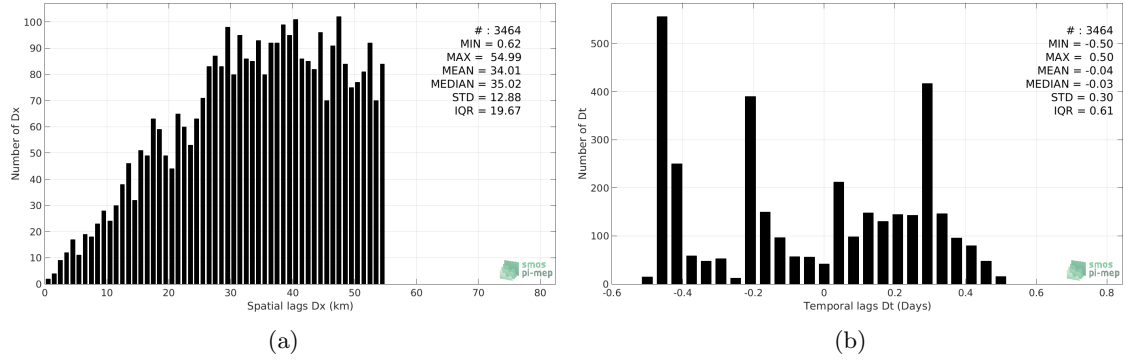 # : 3464
MIN = 0.62
MAX = 54.99
MEAN = 34.01
MEDIAN = 35.02
STD = 12.88
IQR = 19.67
Number of Dx
100
90
80
70
60
50
40
30
20
10
0
0 10 20 30 40 50 60 70 80
Spatial lags Dx (km)
smos
pi-mep
(a)
# : 3464
MIN = -0.50
MAX = 0.50
MEAN = -0.04
MEDIAN = -0.03
STD = 0.30
IQR = 0.61
Number of Dt
500
400
300
200
100
0
-0.6 -0.4 -0.2 0 0.2 0.4 0.6 0.8
Temporal lags Dt (Days)
smos
pi-mep
(b)